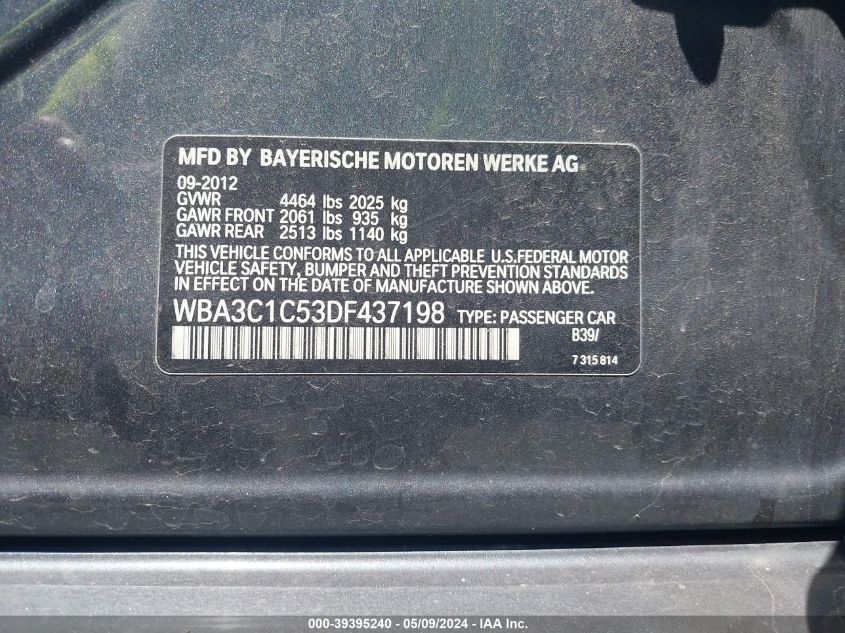 MFD BY BAYERISCHE MOTOREN WERKE AG
09-2012
GVWR 4464 lbs 2025 kg
GAWR FRONT 2061 lbs 935 kg
GAWR REAR 2513 lbs 1140 kg
THIS VEHICLE CONFORMS TO ALL APPLICABLE U.S.FEDERAL MOTOR
VEHICLE SAFETY, BUMPER AND THEFT PREVENTION STANDARDS
IN EFFECT ON THE DATE OF MANUFACTURE SHOWN ABOVE.
WBA3C1C53DF437198 TYPE: PASSENGER CAR
B39/
7 315 814
000-39395240 - 05/09/2024 - IAA Inc.